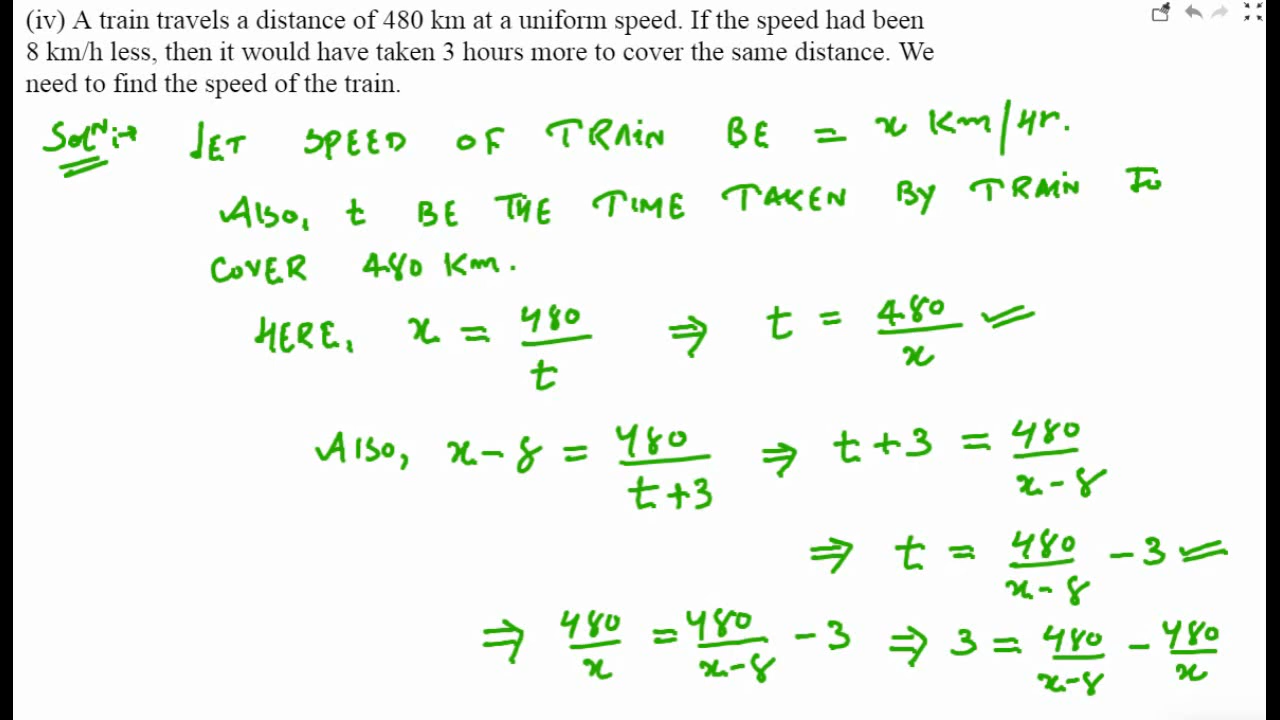 (iv) A train travels a distance of 480 km at a uniform speed. If the speed had been
8 km/h less, then it would have taken 3 hours more to cover the same distance. We
need to find the speed of the train.
Solⁿ:→ LET SPEED OF TRAIN BE = x Km/Hr.
Also, t BE THE TIME TAKEN BY TRAIN To
COVER 480 Km.
HERE, x = 480/t ⇒ t = 480/x ✓
Also, x-8 = 480/(t+3) ⇒ t+3 = 480/(x-8)
⇒ t = 480/(x-8) - 3 ✓
⇒ 480/x = 480/(x-8) - 3 ⇒ 3 = 480/(x-8) - 480/x